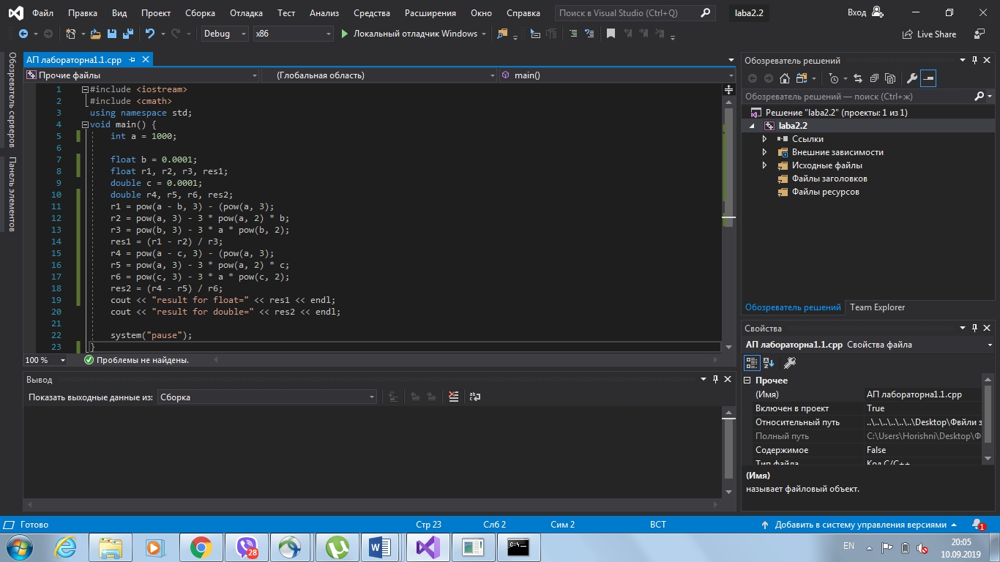 Файл Правка Вид Проект Сборка Отладка Тест Анализ Средства Расширения Окно Справка Поиск в Visual Studio (Ctrl+Q) laba2.2 Вход
Debug x86 Локальный отладчик Windows Live Share
Обозреватель серверов
Панель элементов
АП лабораторна1.1.cpp
Прочие файлы (Глобальная область) main()
1 #include <iostream>
2 #include <cmath>
3 using namespace std;
4 void main() {
5 int a = 1000;
6
7 float b = 0.0001;
8 float r1, r2, r3, res1;
9 double c = 0.0001;
10 double r4, r5, r6, res2;
11 r1 = pow(a - b, 3) - (pow(a, 3);
12 r2 = pow(a, 3) - 3 * pow(a, 2) * b;
13 r3 = pow(b, 3) - 3 * a * pow(b, 2);
14 res1 = (r1 - r2) / r3;
15 r4 = pow(a - c, 3) - (pow(a, 3);
16 r5 = pow(a, 3) - 3 * pow(a, 2) * c;
17 r6 = pow(c, 3) - 3 * a * pow(c, 2);
18 res2 = (r4 - r5) / r6;
19 cout << "result for float=" << res1 << endl;
20 cout << "result for double=" << res2 << endl;
21
22 system("pause");
23 }
100 % Проблемы не найдены.
Вывод
Показать выходные данные из: Сборка
Обозреватель решений
Обозреватель решений — поиск (Ctrl+ж)
Решение "laba2.2" (проекты: 1 из 1)
laba2.2
Ссылки
Внешние зависимости
Исходные файлы
Файлы заголовков
Файлы ресурсов
Обозреватель решений Team Explorer
Свойства
АП лабораторна1.1.cpp Свойства файла
Прочее
(Имя) АП лабораторна1.1.cpp
Включен в проект True
Относительный путь ..\..\..\..\..\..\Desktop\Фвйли
Полный путь C:\Users\Horishni\Desktop\Ф
Содержимое False
Тип файла Код C/C++
(Имя)
называет файловый объект.
Готово Стр 23 Слб 2 Сим 2 ВСТ Добавить в систему управления версиями 1
28
EN 20:05
10.09.2019